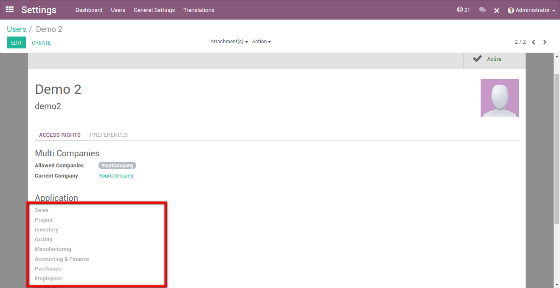 Settings Dashboard Users General Settings Translations 21 Administrator
Users / Demo 2
EDIT CREATE Attachment(s) Action 2 / 2
Active
Demo 2
demo2
ACCESS RIGHTS PREFERENCES
Multi Companies
Allowed Companies YourCompany
Current Company YourCompany
Application
Sales
Project
Inventory
Quality
Manufacturing
Accounting & Finance
Purchases
Employees